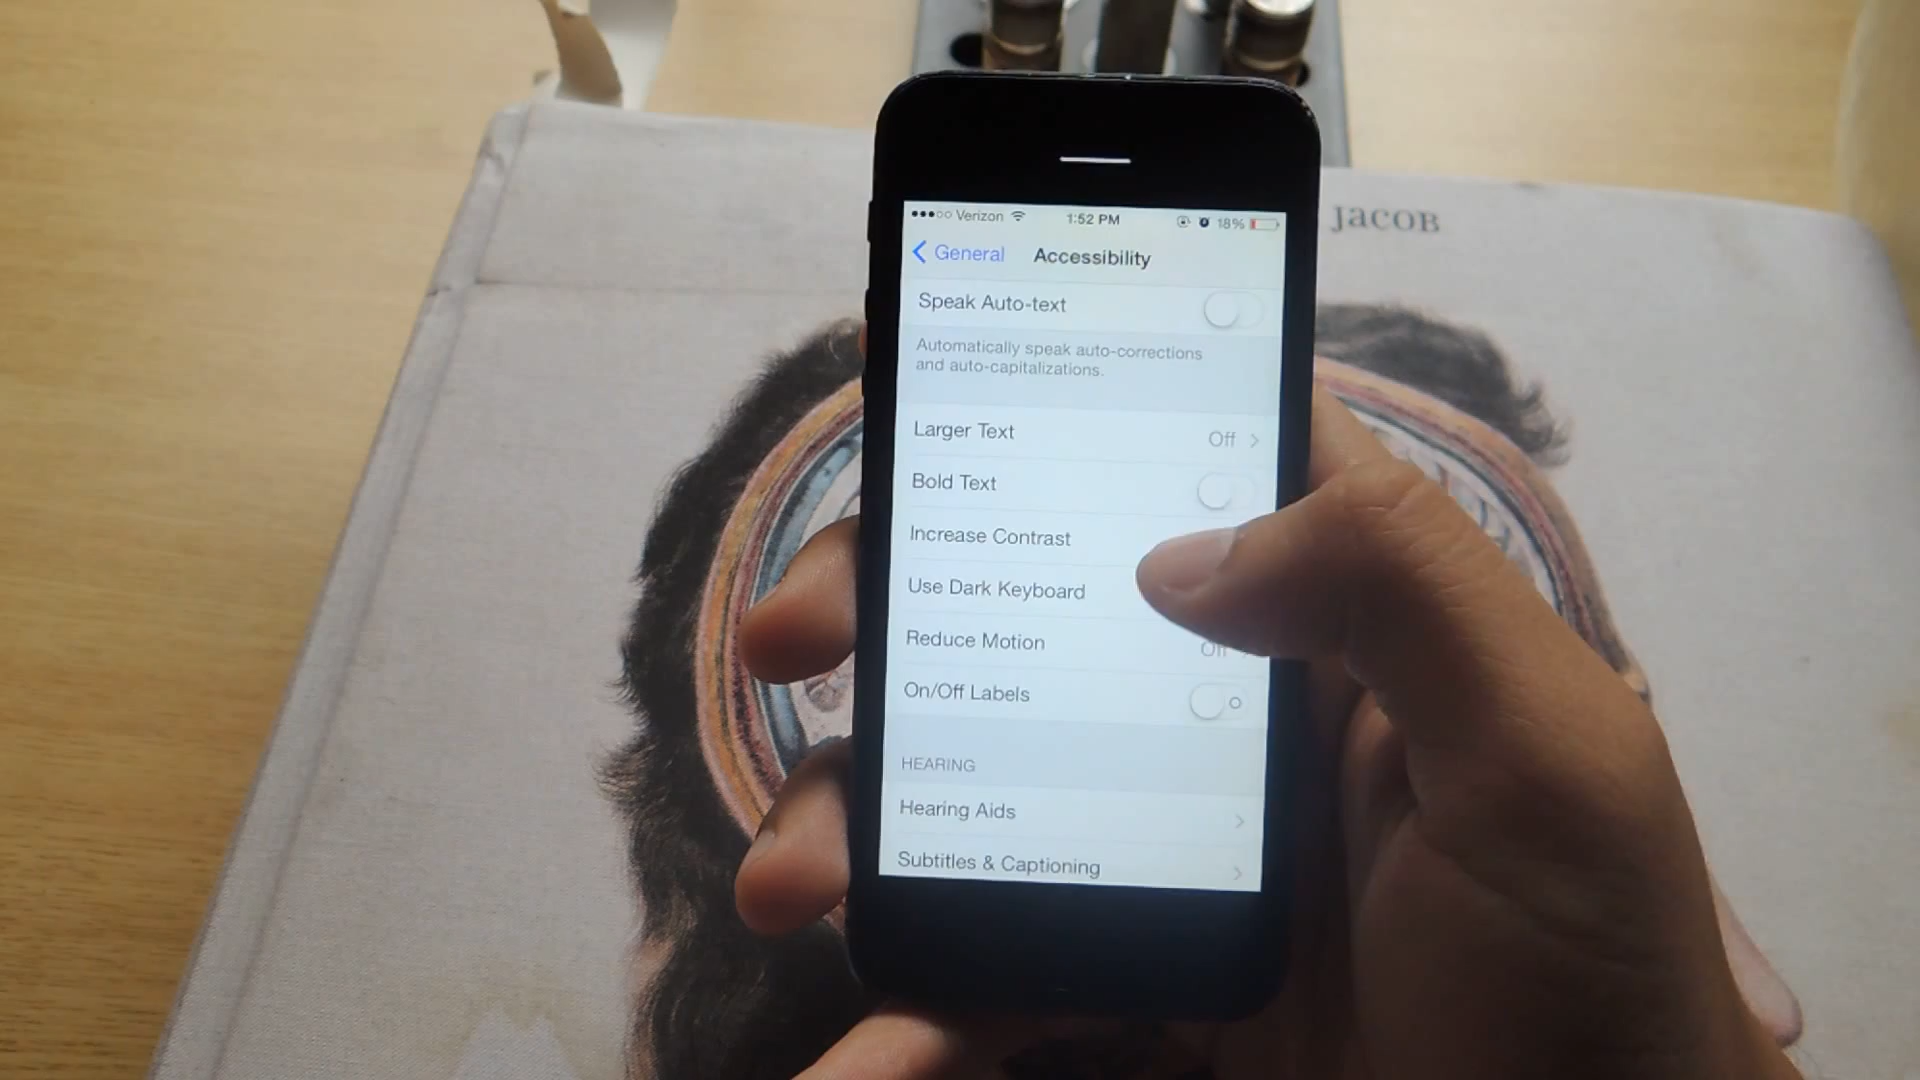 JACOB
Verizon 1:52 PM 18%
General Accessibility
Speak Auto-text
Automatically speak auto-corrections
and auto-capitalizations.
Larger Text Off
Bold Text
Increase Contrast
Use Dark Keyboard
Reduce Motion Off
On/Off Labels
HEARING
Hearing Aids
Subtitles & Captioning